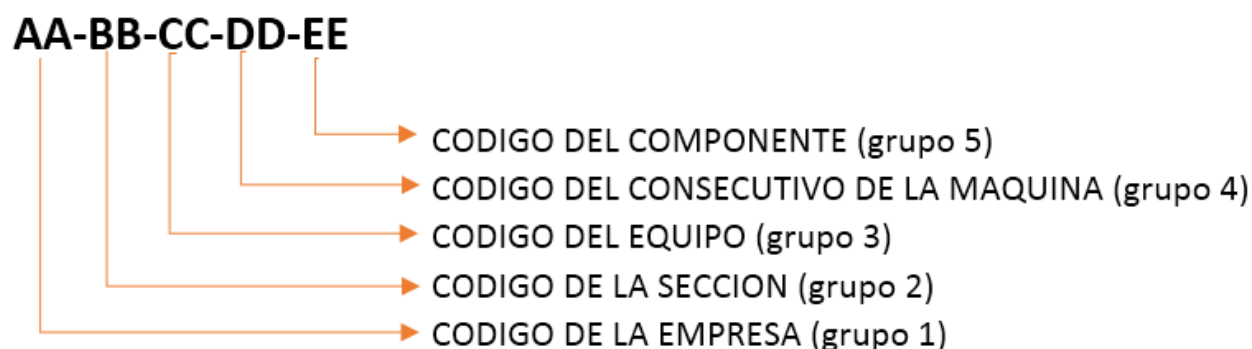 AA-BB-CC-DD-EE
CODIGO DEL COMPONENTE (grupo 5)
CODIGO DEL CONSECUTIVO DE LA MAQUINA (grupo 4)
CODIGO DEL EQUIPO (grupo 3)
CODIGO DE LA SECCION (grupo 2)
CODIGO DE LA EMPRESA (grupo 1)